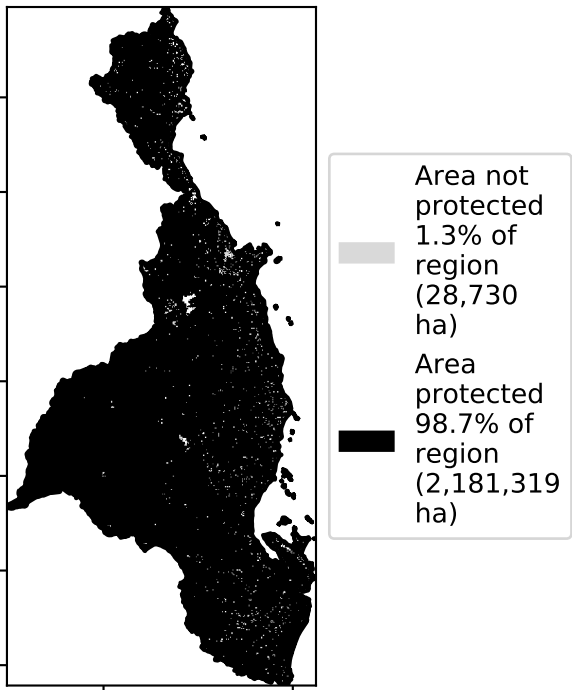 Area not
protected
1.3% of
region
(28,730
ha)
Area
protected
98.7% of
region
(2,181,319
ha)